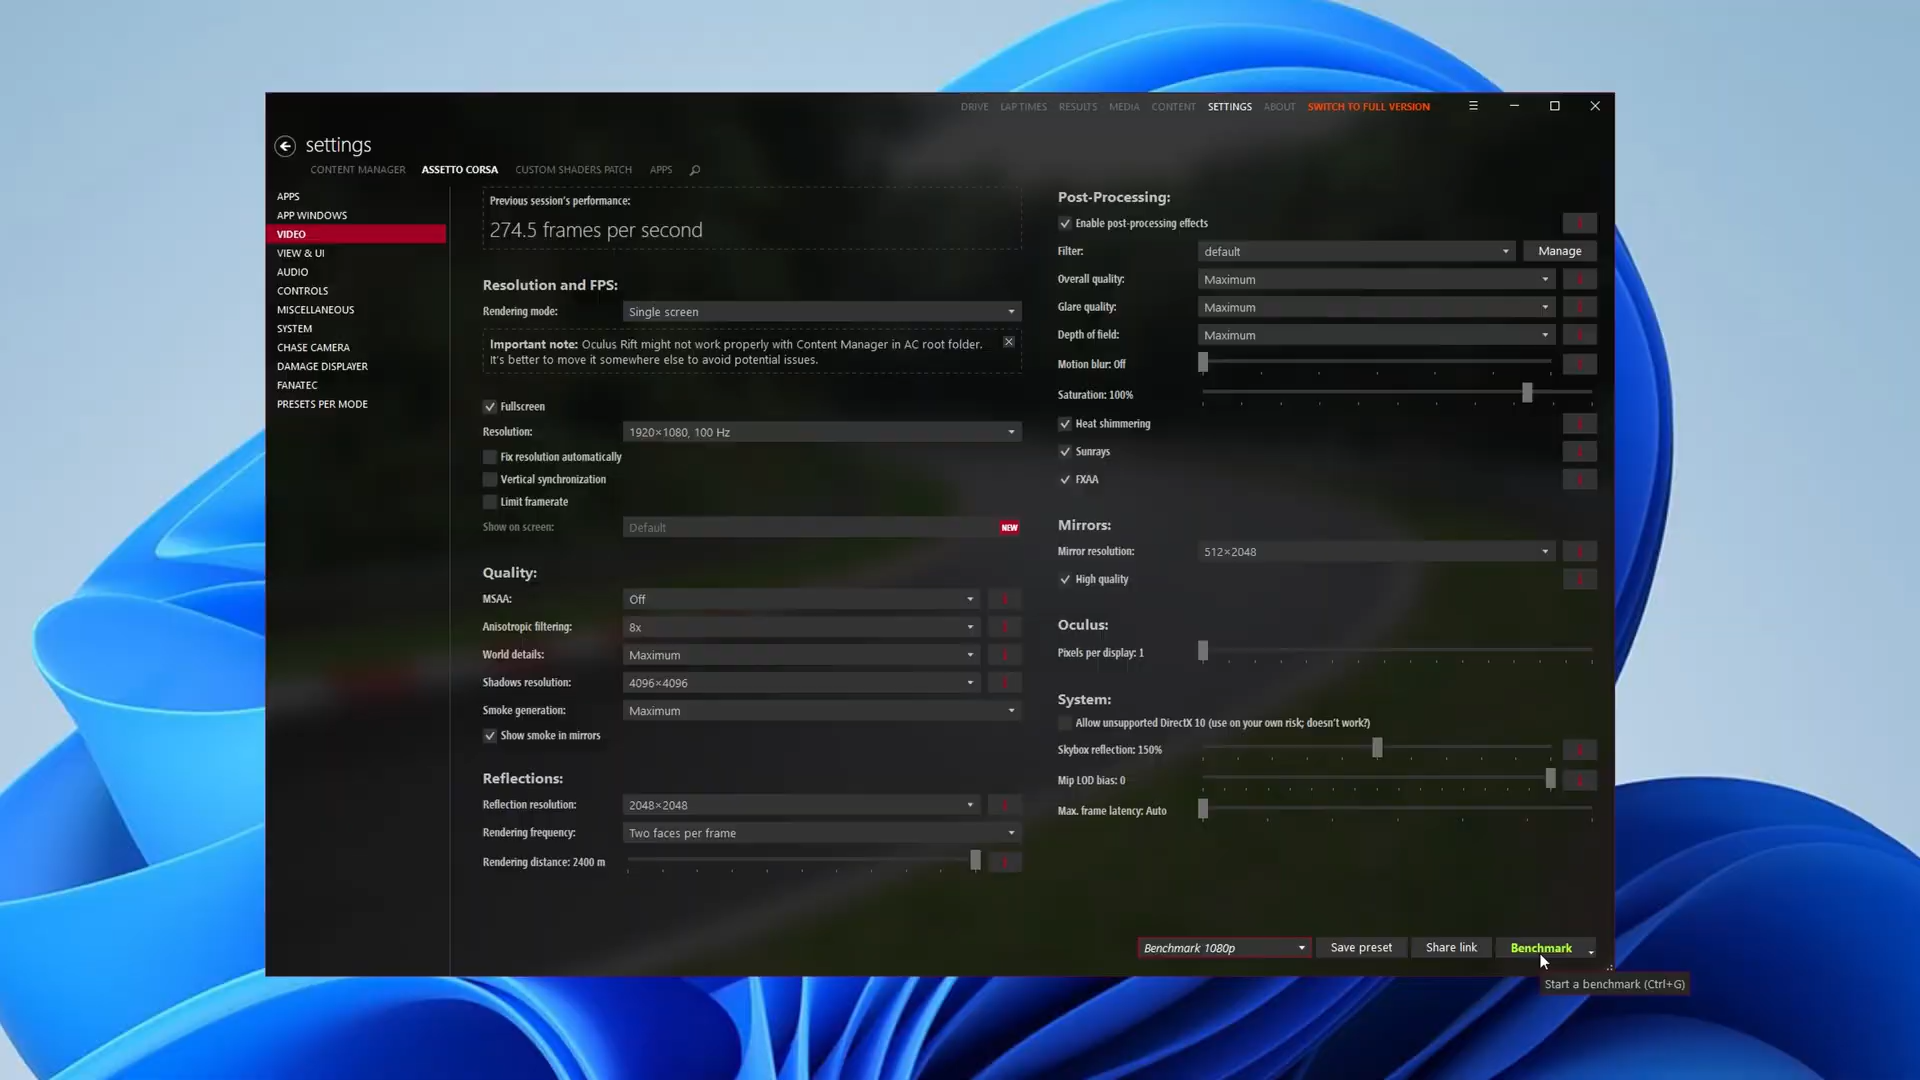 DRIVE LAP TIMES RESULTS MEDIA CONTENT SETTINGS ABOUT SWITCH TO FULL VERSION
settings
CONTENT MANAGER ASSETTO CORSA CUSTOM SHADERS PATCH APPS
APPS
APP WINDOWS
VIDEO
VIEW & UI
AUDIO
CONTROLS
MISCELLANEOUS
SYSTEM
CHASE CAMERA
DAMAGE DISPLAYER
FANATEC
PRESETS PER MODE
Previous session's performance:
274.5 frames per second
Resolution and FPS:
Rendering mode: Single screen
Important note: Oculus Rift might not work properly with Content Manager in AC root folder.
It's better to move it somewhere else to avoid potential issues.
Fullscreen
Resolution: 1920×1080, 100 Hz
Fix resolution automatically
Vertical synchronization
Limit framerate
Show on screen: Default NEW
Quality:
MSAA: Off
Anisotropic filtering: 8x
World details: Maximum
Shadows resolution: 4096×4096
Smoke generation: Maximum
Show smoke in mirrors
Reflections:
Reflection resolution: 2048×2048
Rendering frequency: Two faces per frame
Rendering distance: 2400 m
Post-Processing:
Enable post-processing effects
Filter: default Manage
Overall quality: Maximum
Glare quality: Maximum
Depth of field: Maximum
Motion blur: Off
Saturation: 100%
Heat shimmering
Sunrays
FXAA
Mirrors:
Mirror resolution: 512×2048
High quality
Oculus:
Pixels per display: 1
System:
Allow unsupported DirectX 10 (use on your own risk; doesn't work?)
Skybox reflection: 150%
Mip LOD bias: 0
Max. frame latency: Auto
Benchmark 1080p Save preset Share link Benchmark
Start a benchmark (Ctrl+G)